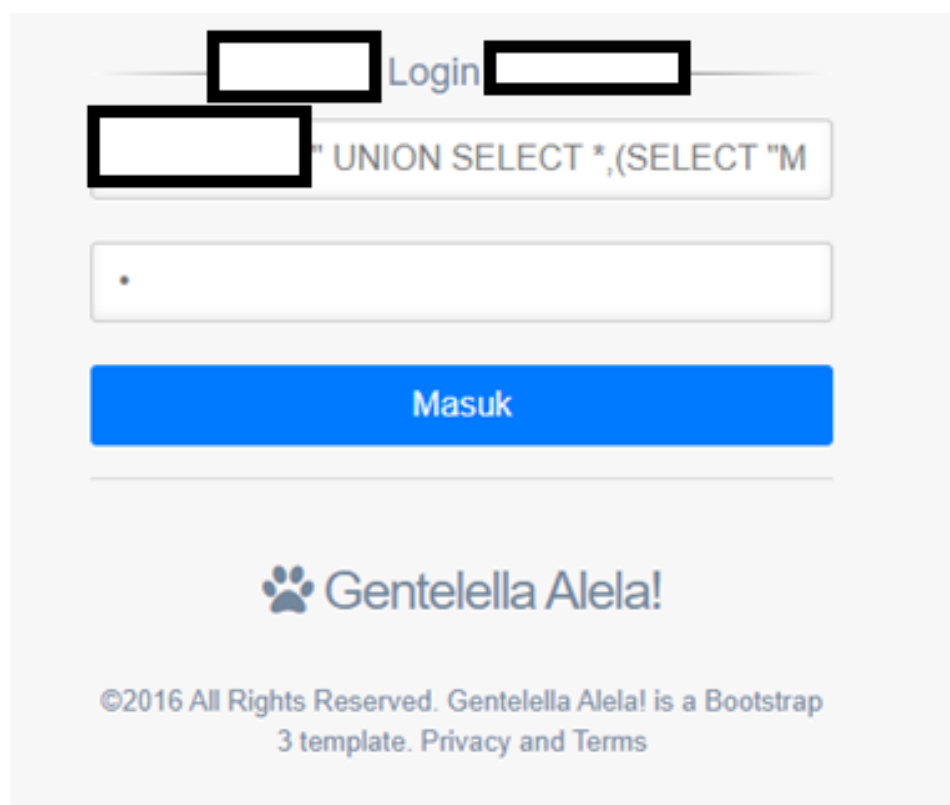 Login
" UNION SELECT *,(SELECT "M
Masuk
Gentelella Alela!
©2016 All Rights Reserved. Gentelella Alela! is a Bootstrap
3 template. Privacy and Terms